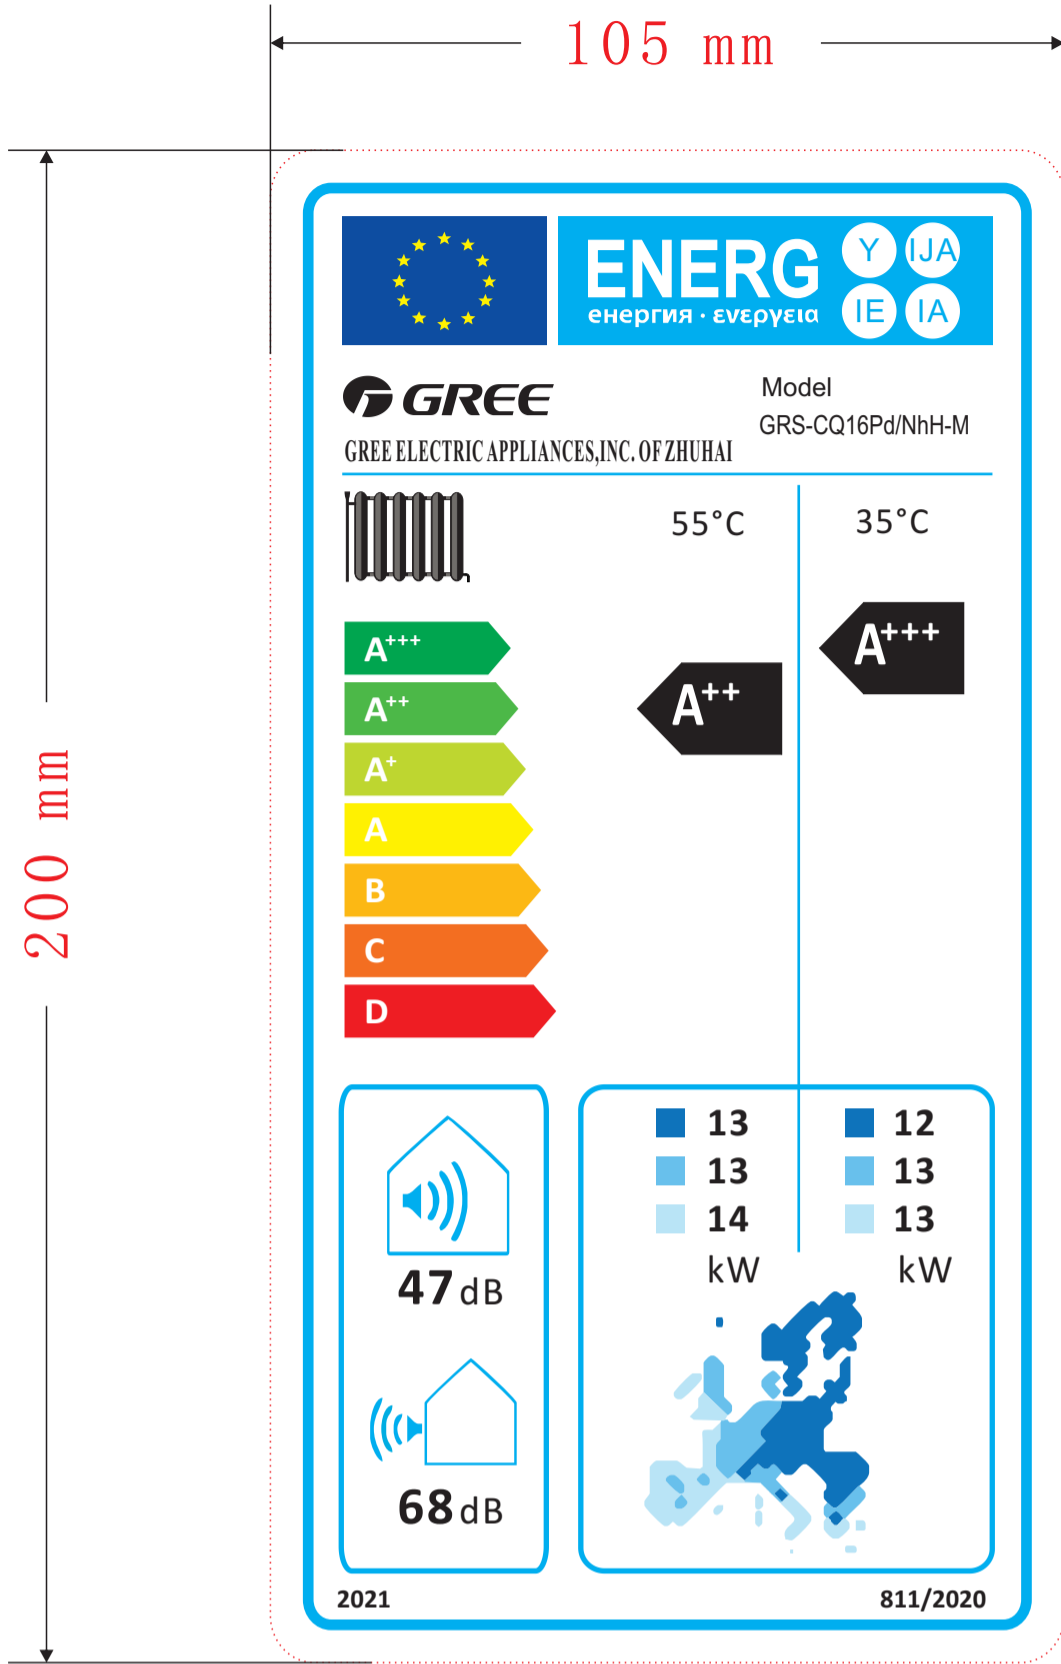 105 mm
200 mm
ENERG
енергия · ενεργεια
Y IJA
IE IA
GREE
Model
GRS-CQ16Pd/NhH-M
GREE ELECTRIC APPLIANCES,INC. OF ZHUHAI
55°C 35°C
A+++
A++
A+
A
B
C
D
A++
A+++
47 dB
68 dB
13 12
13 13
14 13
kW kW
2021 811/2020